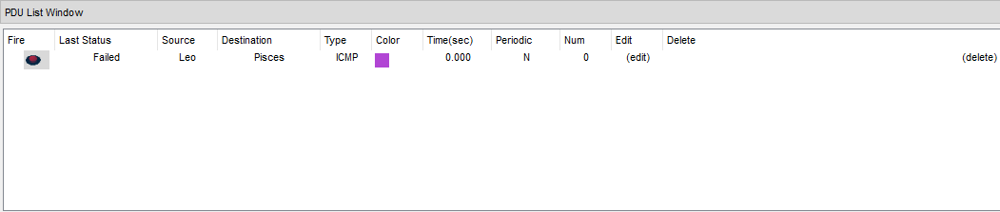 PDU List Window
Fire Last Status Source Destination Type Color Time(sec) Periodic Num Edit Delete
Failed Leo Pisces ICMP 0.000 N 0 (edit) (delete)